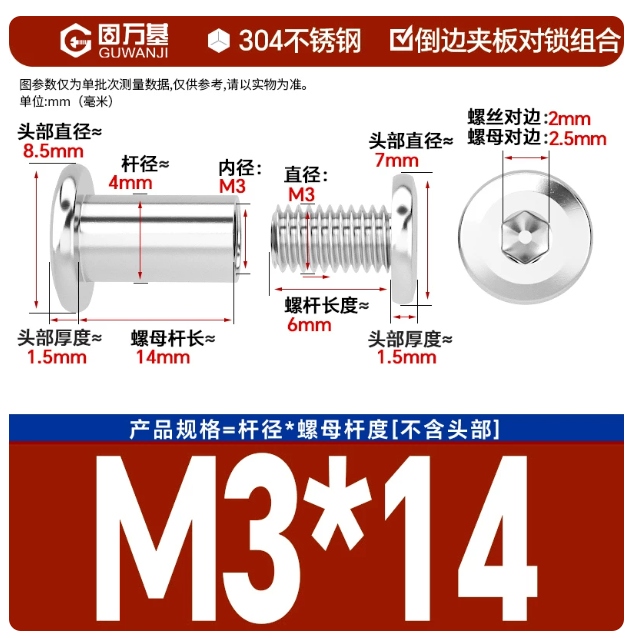 固万基
GUWANJI
304不锈钢
倒边夹板对锁组合
图参数仅为单批次测量数据,仅供参考,请以实物为准。
单位:mm（毫米）
头部直径≈
8.5mm
杆径≈
4mm
内径:
M3
直径:
M3
头部直径≈
7mm
螺丝对边:2mm
螺母对边:2.5mm
头部厚度≈
1.5mm
螺母杆长≈
14mm
螺杆长度≈
6mm
头部厚度≈
1.5mm
产品规格=杆径*螺母杆度[不含头部]
M3*14